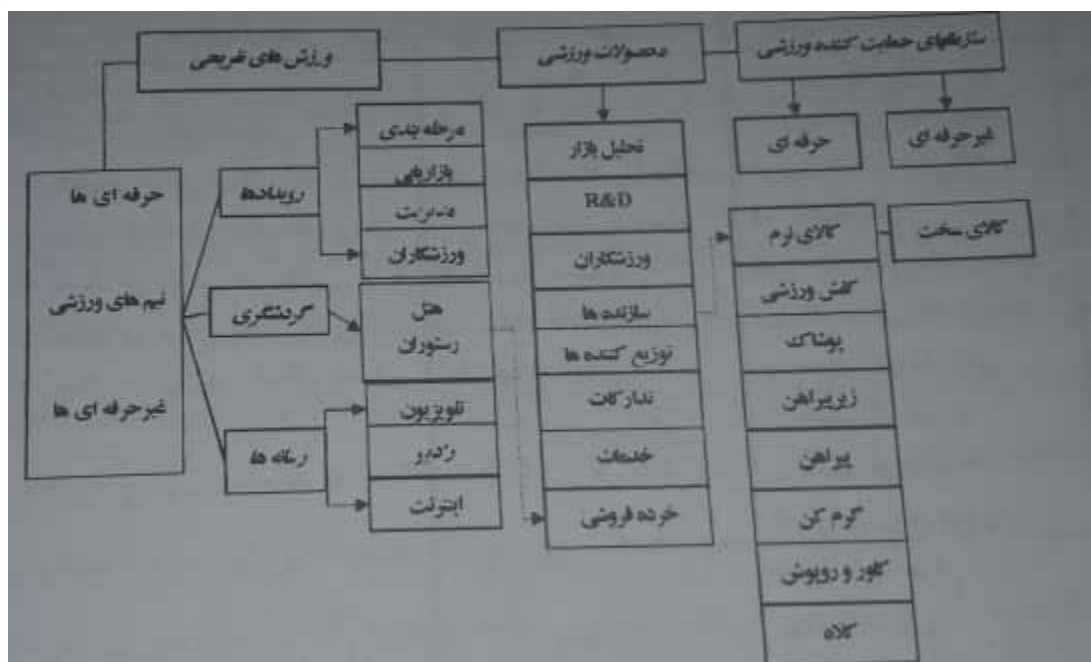 سازمانهای حمایت کننده ورزشی
محصولات ورزشی
ورزش های تفریحی
حرفه ای
غیرحرفه ای
کالای سخت
کالای نرم
کفش ورزشی
پوشاک
زیرپیراهن
پیراهن
گرم کن
کاور و روپوش
کلاه
تحلیل بازار
R&D
ورزشکاران
سازنده ها
توزیع کننده ها
تدارکات
خدمات
خرده فروشی
مرحله بندی
بازاریابی
مدیریت
ورزشکاران
هتل
رستوران
تلویزیون
رادیو
اینترنت
رویدادها
گردشگری
رسانه ها
حرفه ای ها
تیم های ورزشی
غیرحرفه ای ها